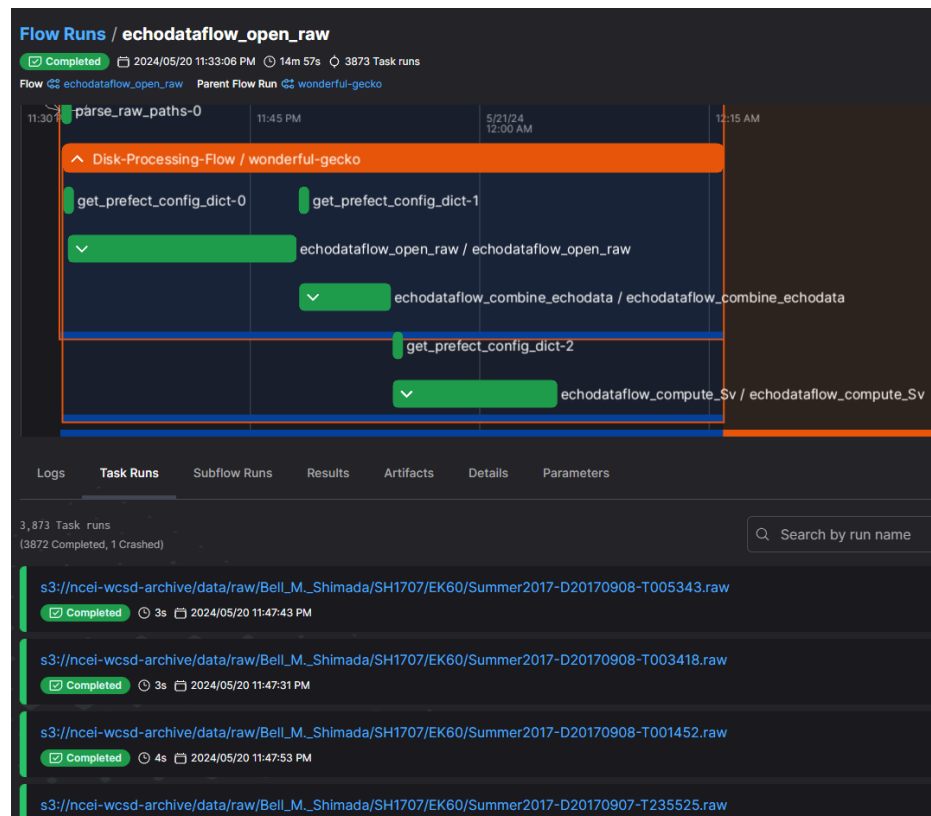 Flow Runs / echodataflow_open_raw
Completed 2024/05/20 11:33:06 PM 14m 57s 3873 Task runs
Flow echodataflow_open_raw Parent Flow Run wonderful-gecko
parse_raw_paths-0
11:30 11:45 PM 5/21/24 12:15 AM
12:00 AM
Disk-Processing-Flow / wonderful-gecko
get_prefect_config_dict-0 get_prefect_config_dict-1
echodataflow_open_raw / echodataflow_open_raw
echodataflow_combine_echodata / echodataflow_combine_echodata
get_prefect_config_dict-2
echodataflow_compute_Sv / echodataflow_compute_Sv
Logs Task Runs Subflow Runs Results Artifacts Details Parameters
3,873 Task runs
(3872 Completed, 1 Crashed)
Search by run name
s3://ncei-wcsd-archive/data/raw/Bell_M._Shimada/SH1707/EK60/Summer2017-D20170908-T005343.raw
Completed 3s 2024/05/20 11:47:43 PM
s3://ncei-wcsd-archive/data/raw/Bell_M._Shimada/SH1707/EK60/Summer2017-D20170908-T003418.raw
Completed 3s 2024/05/20 11:47:31 PM
s3://ncei-wcsd-archive/data/raw/Bell_M._Shimada/SH1707/EK60/Summer2017-D20170908-T001452.raw
Completed 4s 2024/05/20 11:47:53 PM
s3://ncei-wcsd-archive/data/raw/Bell_M._Shimada/SH1707/EK60/Summer2017-D20170907-T235525.raw